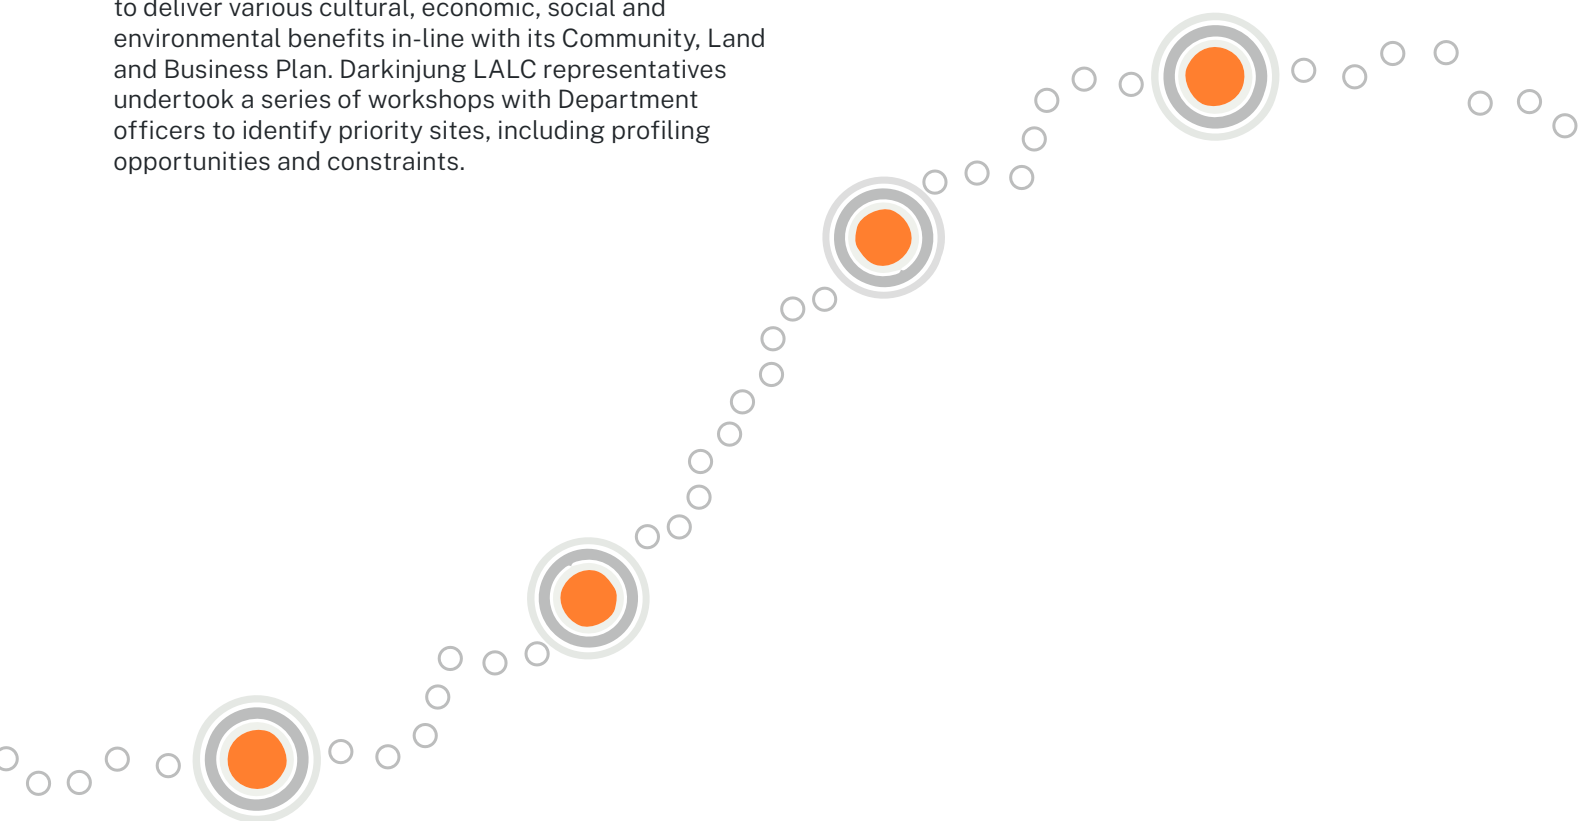 to deliver various cultural, economic, social and
environmental benefits in-line with its Community, Land
and Business Plan. Darkinjung LALC representatives
undertook a series of workshops with Department
officers to identify priority sites, including profiling
opportunities and constraints.